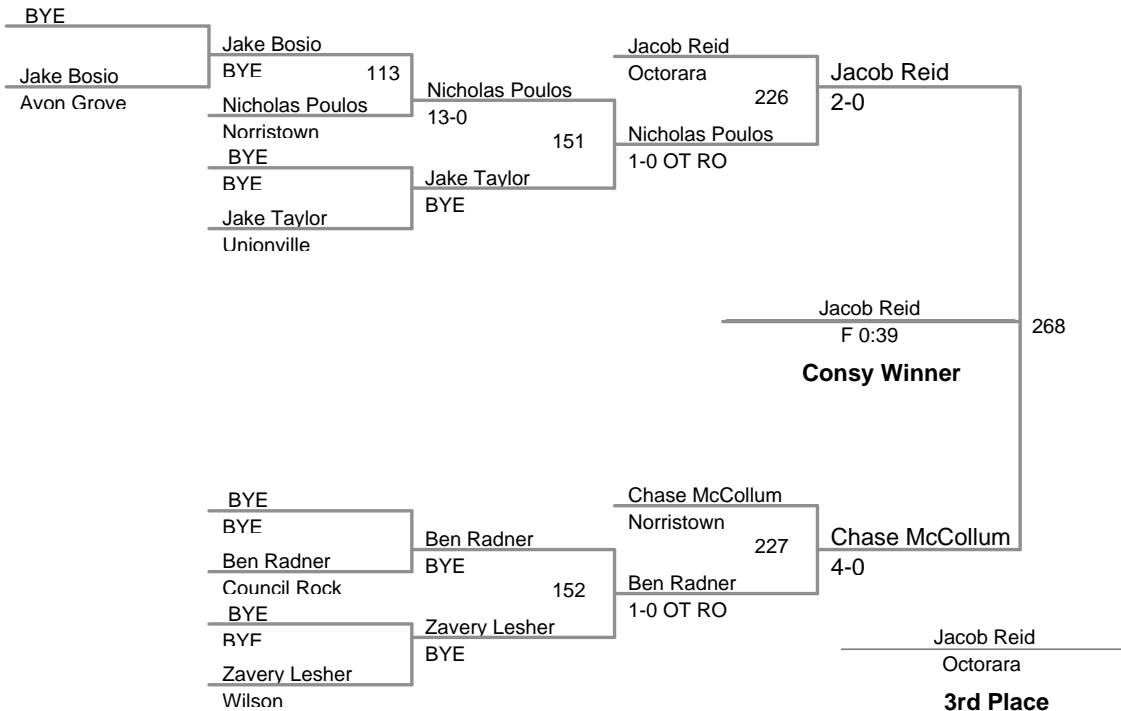 BYE
Jake Bosio
Avon Grove
Jake Bosio
BYE
113
Nicholas Poulos
Norristown
BYE
BYE
Jake Taylor
Unionville
Nicholas Poulos
13-0
151
Jake Taylor
BYE
Jacob Reid
Octorara
226
Nicholas Poulos
1-0 OT RO
Jacob Reid
2-0
Jacob Reid
F 0:39
268
Consy Winner
BYE
BYE
Ben Radner
Council Rock
BYE
BYE
Zavery Lesher
Wilson
Ben Radner
BYE
152
Zavery Lesher
BYE
Chase McCollum
Norristown
227
Ben Radner
1-0 OT RO
Chase McCollum
4-0
Jacob Reid
Octorara
3rd Place